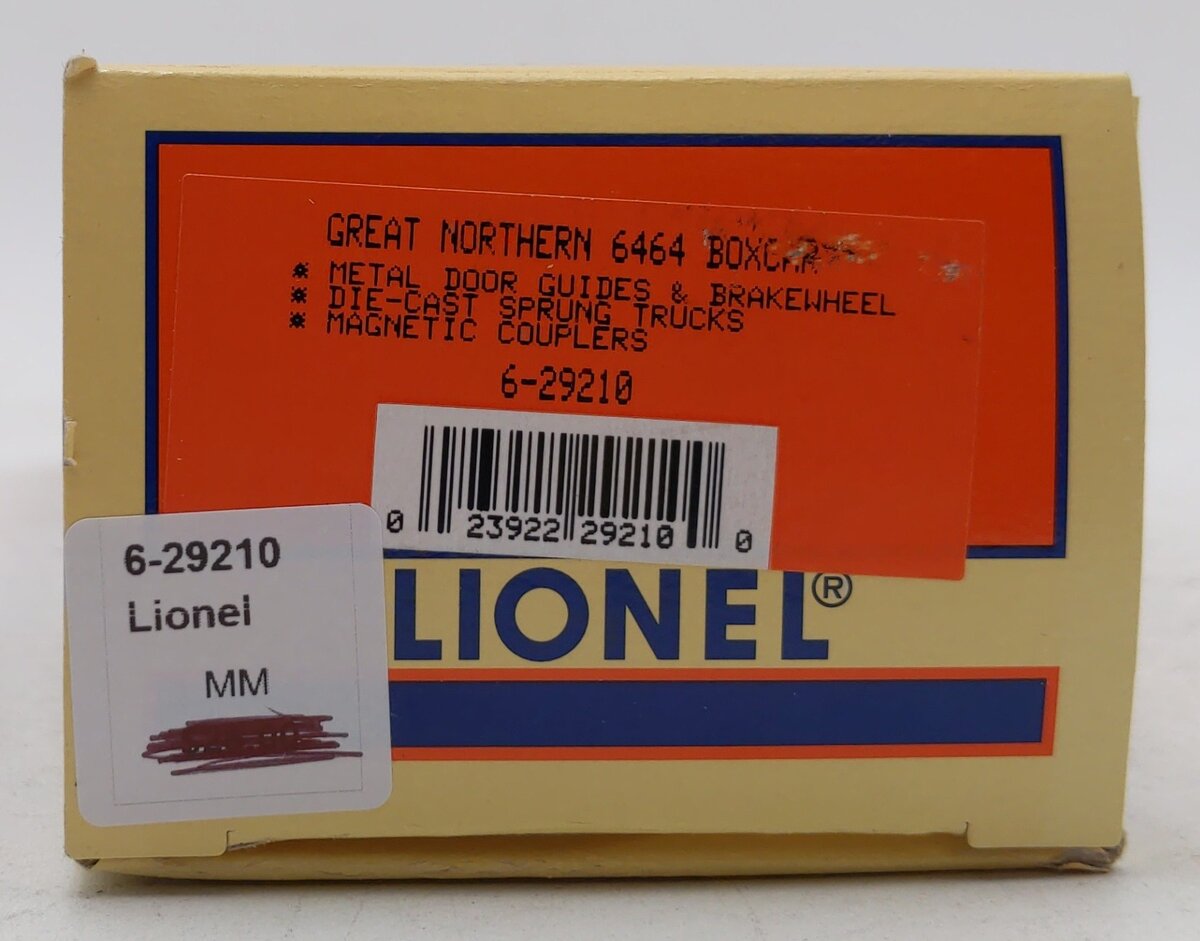 GREAT NORTHERN 6464 BOXCAR
* METAL DOOR GUIDES & BRAKEWHEEL
* DIE-CAST SPRUNG TRUCKS
* MAGNETIC COUPLERS
6-29210
0 23922 29210 0
6-29210
Lionel
MM
LIONEL®